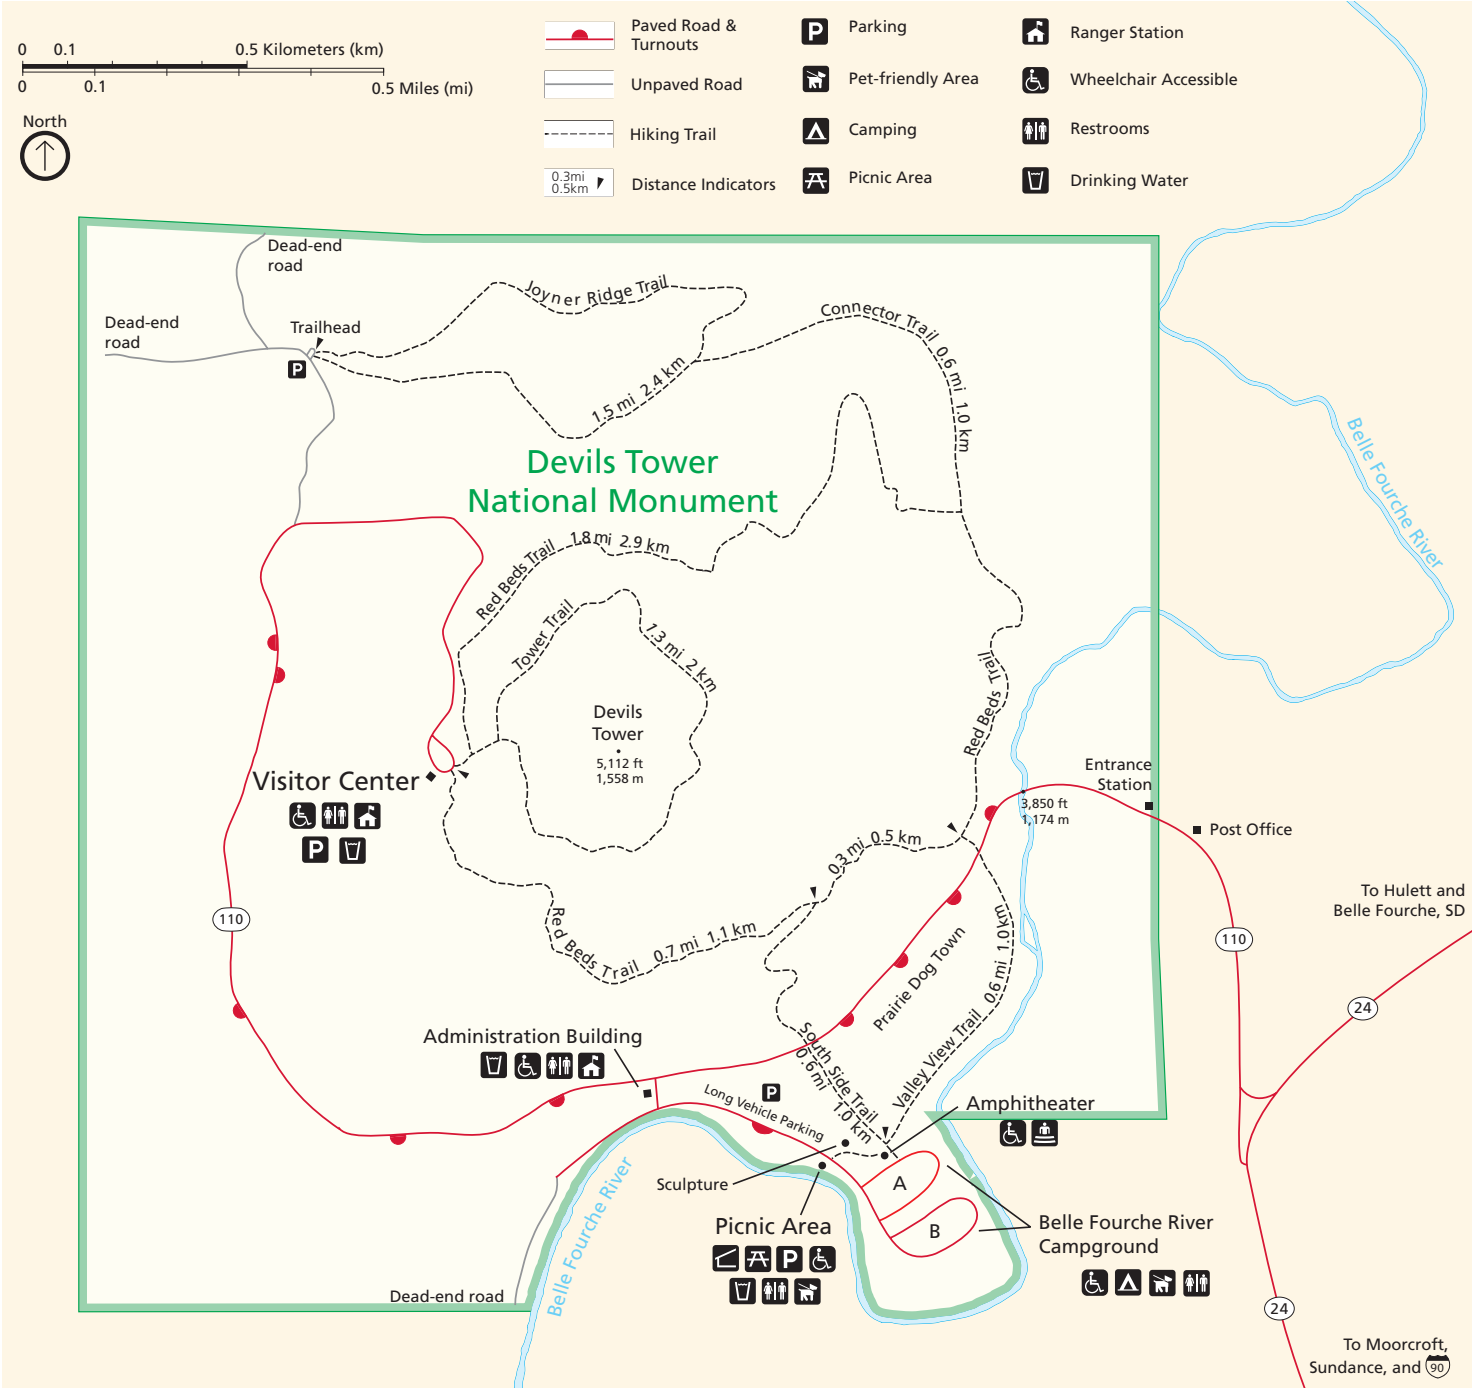 0 0.1 0.5 Kilometers (km)
0 0.1 0.5 Miles (mi)
North
Paved Road &
Turnouts
Unpaved Road
Hiking Trail
0.3mi
0.5km
Distance Indicators
P Parking
Pet-friendly Area
Camping
Picnic Area
Ranger Station
Wheelchair Accessible
Restrooms
Drinking Water
Dead-end
road
Dead-end
road
Trailhead
P
Joyner Ridge Trail
1.5 mi 2.4 km
Connector Trail 0.6 mi 1.0 km
Devils Tower
National Monument
Belle Fourche River
Red Beds Trail 1.8 mi 2.9 km
Tower Trail
1.3 mi 2 km
Devils
Tower
5,112 ft
1,558 m
Red Beds Trail
Visitor Center
P
Entrance
Station
3,850 ft
1,174 m
Post Office
0.3 mi 0.5 km
To Hulett and
Belle Fourche, SD
110
110
24
Red Beds Trail 0.7 mi 1.1 km
Prairie Dog Town
0.6 mi 1.0 km
Valley View Trail
South Side Trail
0.6 mi 1.0 km
Administration Building
P
Long Vehicle Parking
Amphitheater
Sculpture
A
B
Picnic Area
P
Belle Fourche River
Campground
Belle Fourche River
Dead-end road
24
To Moorcroft,
Sundance, and 90